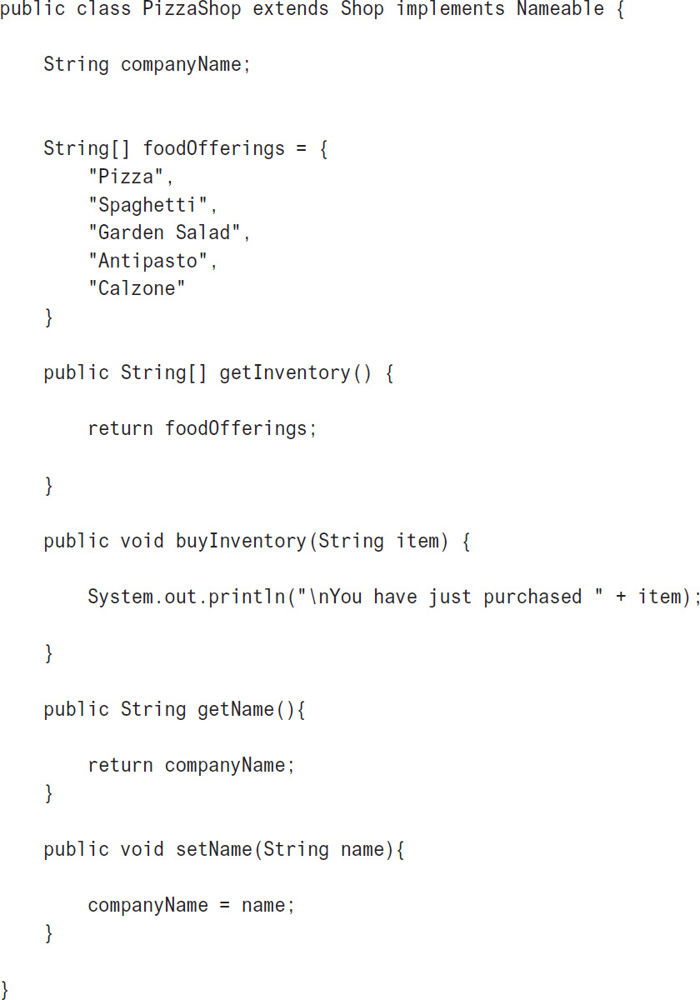 public class PizzaShop extends Shop implements Nameable {
String companyName;
String[] foodOfferings = {
"Pizza",
"Spaghetti",
"Garden Salad",
"Antipasto",
"Calzone"
}
public String[] getInventory() {
return foodOfferings;
}
public void buyInventory(String item) {
System.out.println("\nYou have just purchased " + item);
}
public String getName(){
return companyName;
}
public void setName(String name){
companyName = name;
}
}